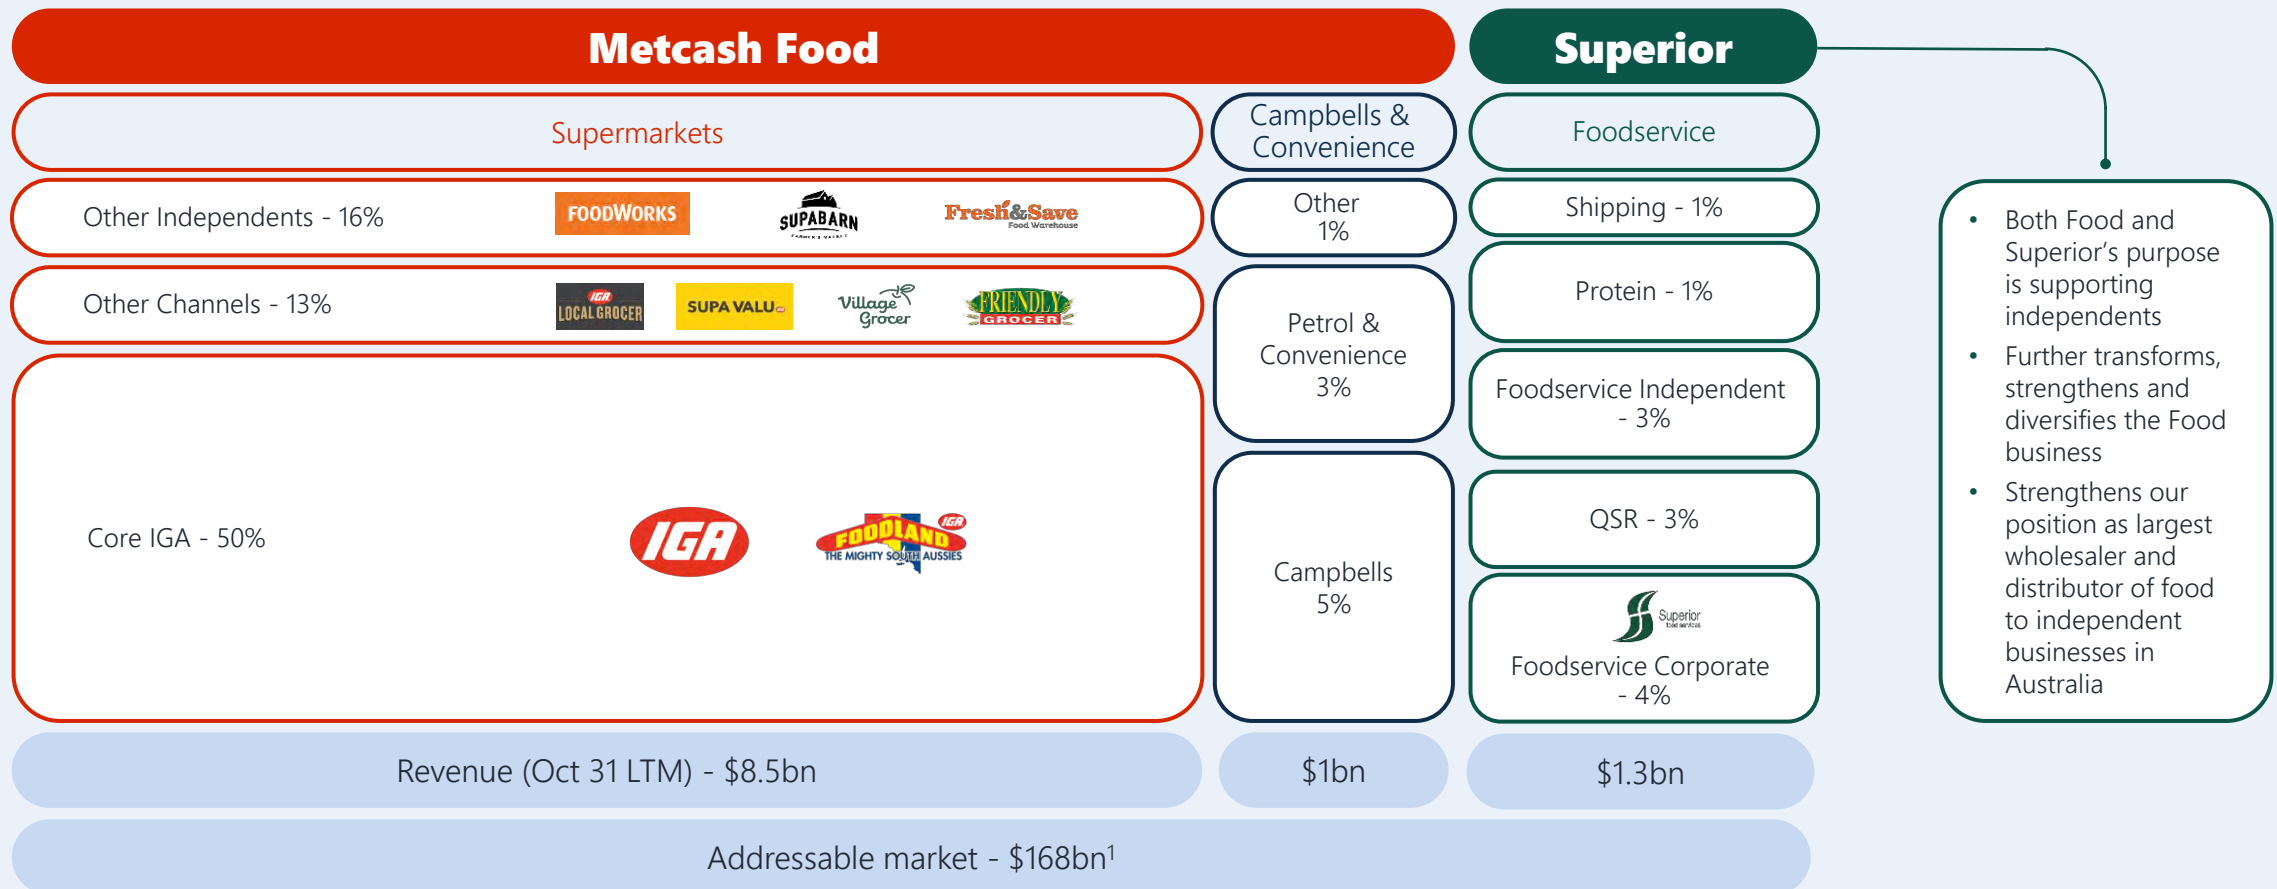 Metcash Food
Superior
Supermarkets
Campbells &
Convenience
Foodservice
Other Independents - 16%
FOODWORKS
SUPABARN
FARMER'S MARKET
Fresh&Save
Food Warehouse
Other
1%
Shipping - 1%
Other Channels - 13%
IGA
LOCAL GROCER
SUPA VALU
Village
Grocer
FRIENDLY
GROCER
Petrol &
Convenience
3%
Protein - 1%
Foodservice Independent
- 3%
Core IGA - 50%
IGA
FOODLAND
IGA
THE MIGHTY SOUTH AUSSIES
Campbells
5%
QSR - 3%
Superior
food services
Foodservice Corporate
- 4%
Revenue (Oct 31 LTM) - $8.5bn
$1bn
$1.3bn
Addressable market - $168bn¹
• Both Food and
Superior's purpose
is supporting
independents
• Further transforms,
strengthens and
diversifies the Food
business
• Strengthens our
position as largest
wholesaler and
distributor of food
to independent
businesses in
Australia